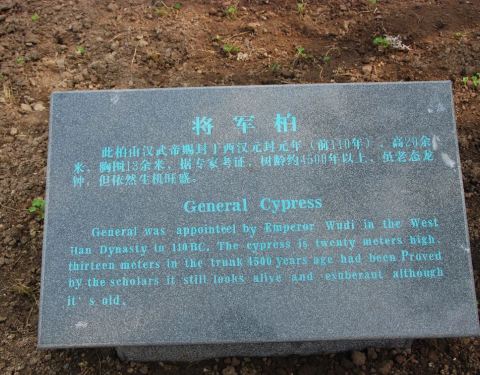 将军柏
此柏由汉武帝赐封于西汉元封元年（前110年），高20余
米，胸围13余米，据专家考证，树龄约4500年以上，虽老态龙
钟，但依然生机旺盛。
General Cypress
General was appointeel by Emperor Wudi in the West
Han Dynasty in 110 BC. The cypress is twenty meters high,
thirteen meters in the trunk 4500 years age had been Proved
by the scholars it still looks alive and exuberant although
it's old.